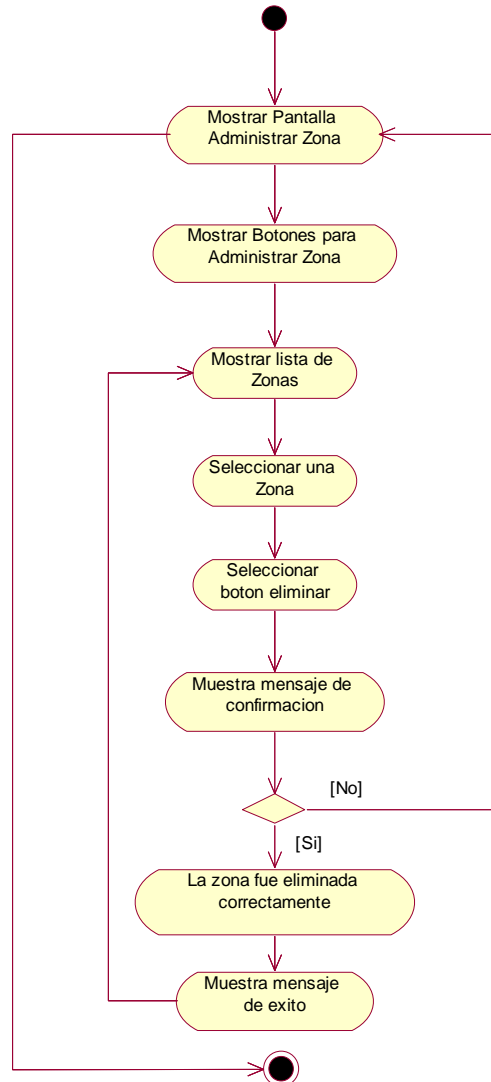 Mostrar Pantalla
Administrar Zona
Mostrar Botones para
Administrar Zona
Mostrar lista de
Zonas
Seleccionar una
Zona
Seleccionar
boton eliminar
Muestra mensaje de
confirmacion
[No]
[Si]
La zona fue eliminada
correctamente
Muestra mensaje
de exito